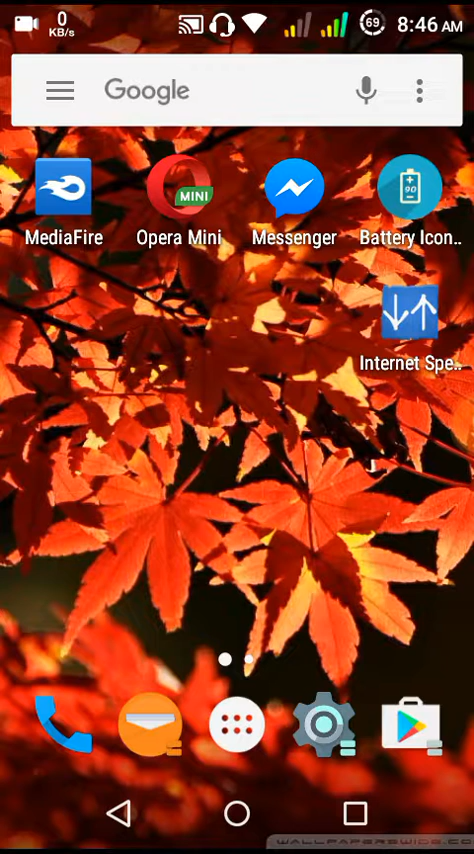 0
KB/s
69
8:46 AM
Google
MINI
90
MediaFire
Opera Mini
Messenger
Battery Icon..
Internet Spe..